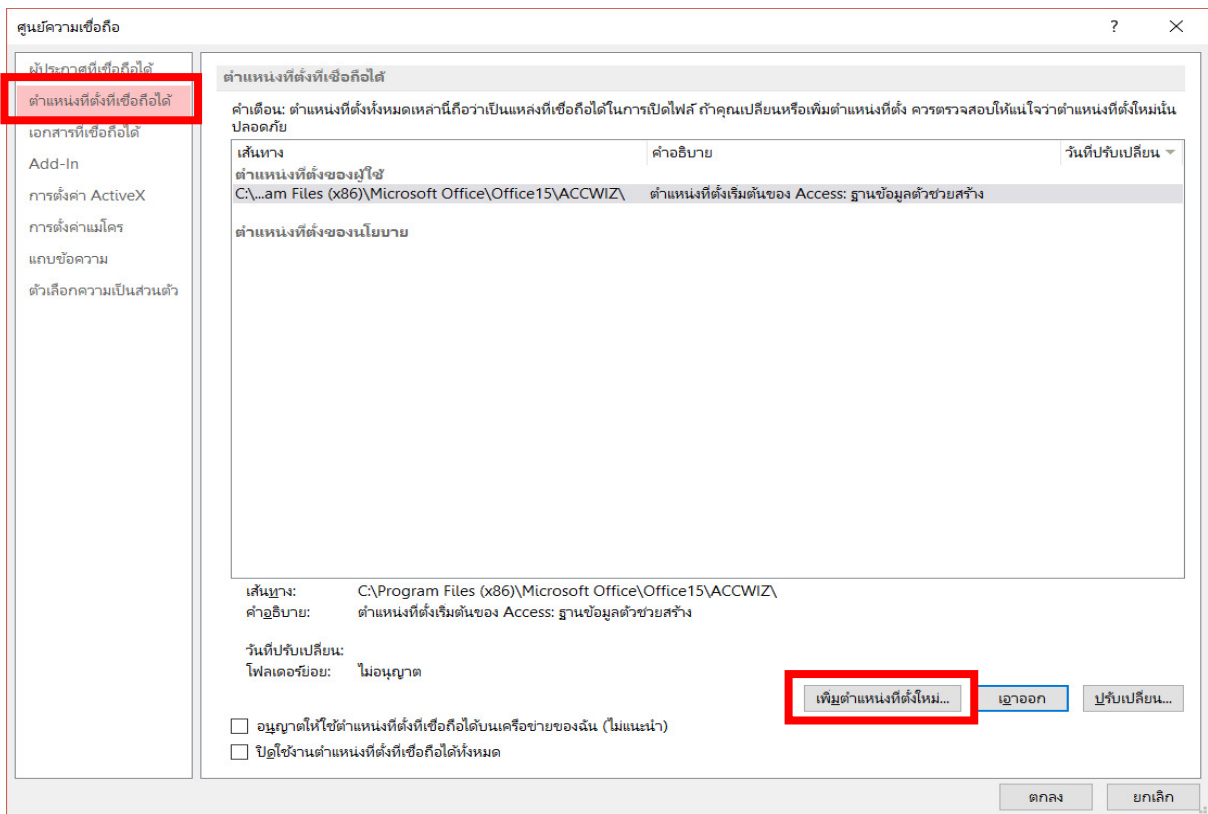 ศูนย์ความเชื่อถือ
?
ผู้ประกาศที่เชื่อถือได้
ตำแหน่งที่ตั้งที่เชื่อถือได้
เอกสารที่เชื่อถือได้
Add-In
การตั้งค่า ActiveX
การตั้งค่าแมโคร
แถบข้อความ
ตัวเลือกความเป็นส่วนตัว
ตำแหน่งที่ตั้งที่เชื่อถือได้
คำเตือน: ตำแหน่งที่ตั้งทั้งหมดเหล่านี้ถือว่าเป็นแหล่งที่เชื่อถือได้ในการเปิดไฟล์ ถ้าคุณเปลี่ยนหรือเพิ่มตำแหน่งที่ตั้ง ควรตรวจสอบให้แน่ใจว่าตำแหน่งที่ตั้งใหม่นั้น
ปลอดภัย
เส้นทาง คำอธิบาย วันที่ปรับเปลี่ยน
ตำแหน่งที่ตั้งของผู้ใช้
C:\...am Files (x86)\Microsoft Office\Office15\ACCWIZ\ ตำแหน่งที่ตั้งเริ่มต้นของ Access: ฐานข้อมูลตัวช่วยสร้าง
ตำแหน่งที่ตั้งของนโยบาย
เส้นทาง: C:\Program Files (x86)\Microsoft Office\Office15\ACCWIZ\
คำอธิบาย: ตำแหน่งที่ตั้งเริ่มต้นของ Access: ฐานข้อมูลตัวช่วยสร้าง
วันที่ปรับเปลี่ยน:
โฟลเดอร์ย่อย: ไม่อนุญาต
เพิ่มตำแหน่งที่ตั้งใหม่... เอาออก ปรับเปลี่ยน...
อนุญาตให้ใช้ตำแหน่งที่ตั้งที่เชื่อถือได้บนเครือข่ายของฉัน (ไม่แนะนำ)
ปิดใช้งานตำแหน่งที่ตั้งที่เชื่อถือได้ทั้งหมด
ตกลง ยกเลิก